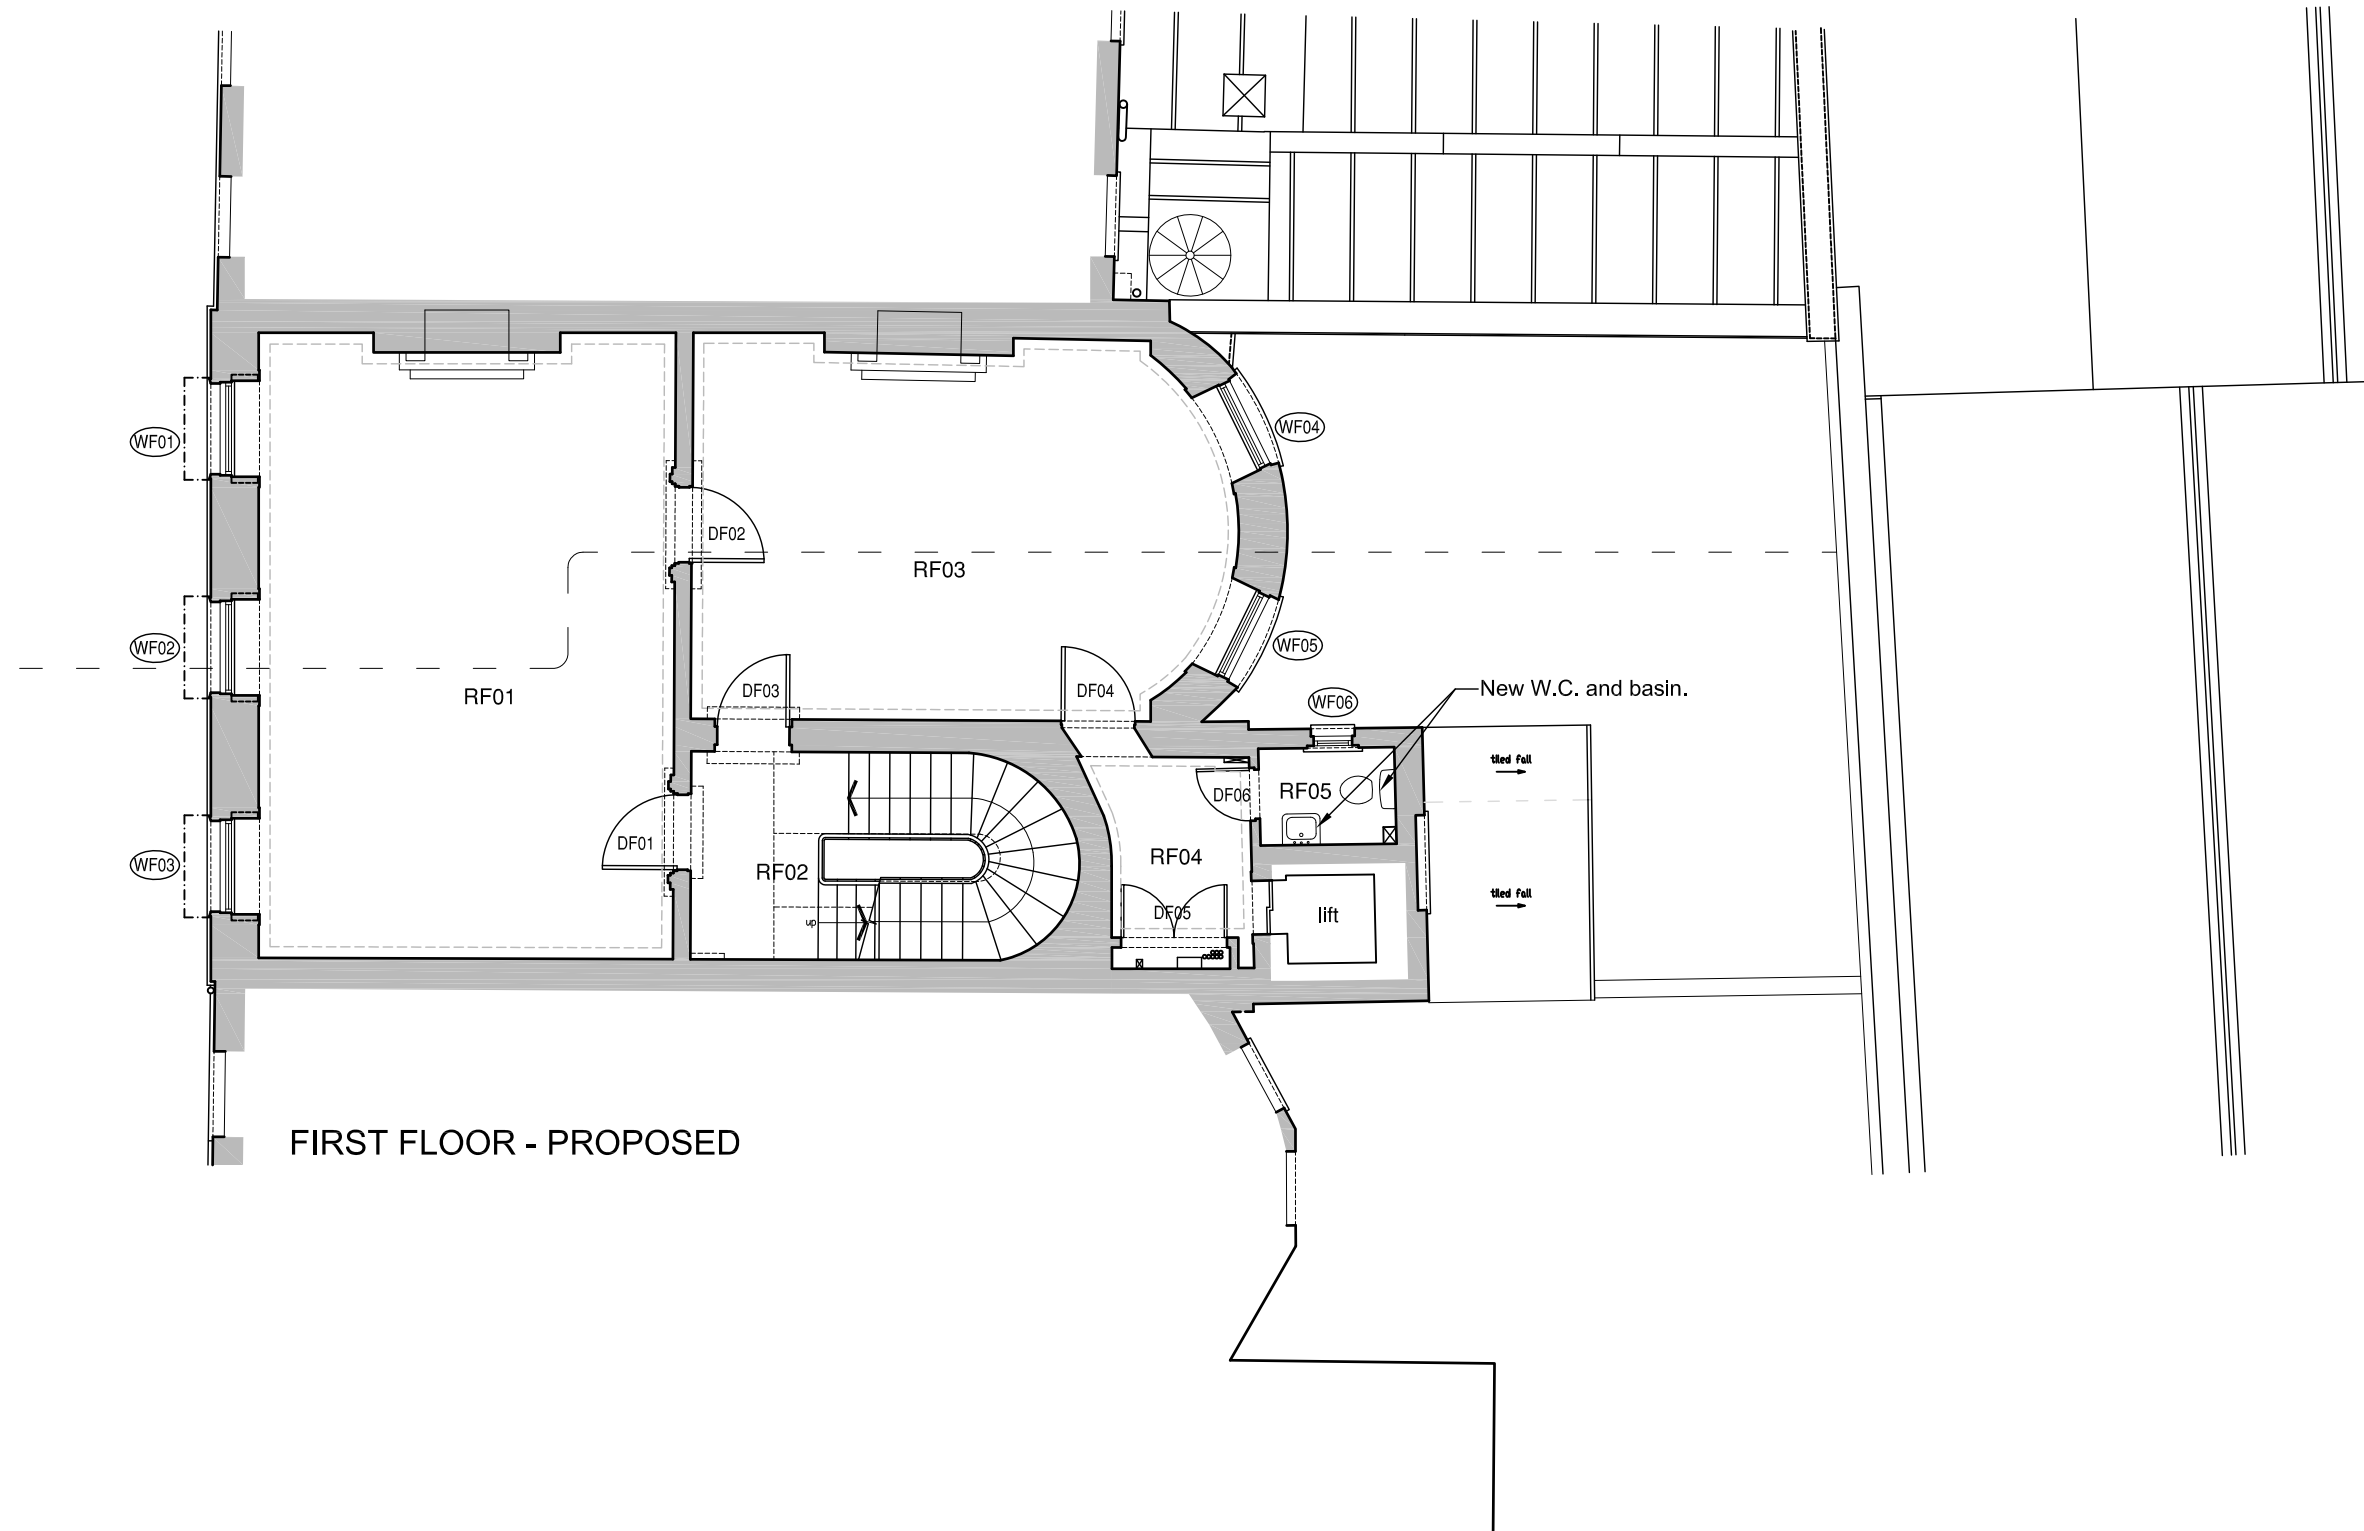 WF01
WF04
DF02
RF03
WF02
WF05
RF01
DF03
DF04
New W.C. and basin.
WF06
tiled fall
RF05
DF06
DF01
RF04
WF03
RF02
tiled fall
DF05
lift
up
FIRST FLOOR - PROPOSED